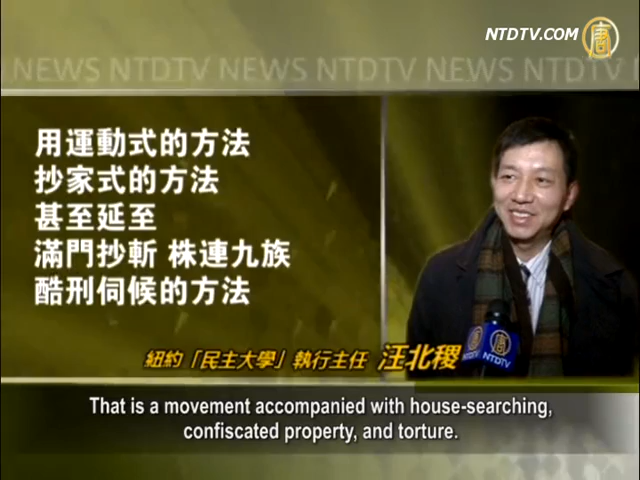 NTDTV.COM
NEWS NTDTV NEWS NTDTV NEWS NTDTV NEWS
用運動式的方法
抄家式的方法
甚至延至
滿門抄斬 株連九族
酷刑伺候的方法
NTDTV
紐約「民主大學」執行主任 汪北稷
That is a movement accompanied with house-searching,
confiscated property, and torture.